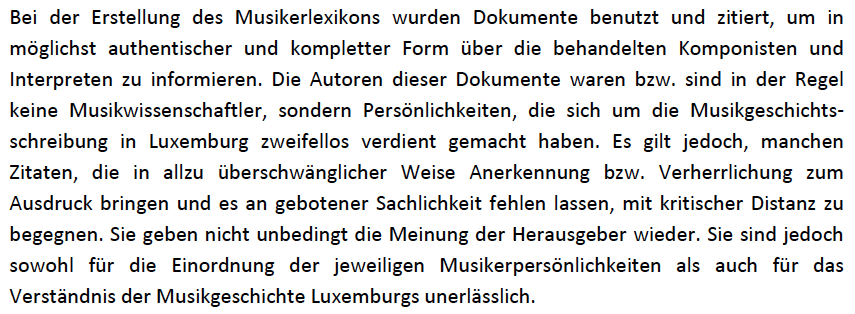 Bei der Erstellung des Musikerlexikons wurden Dokumente benutzt und zitiert, um in
möglichst authentischer und kompletter Form über die behandelten Komponisten und
Interpreten zu informieren. Die Autoren dieser Dokumente waren bzw. sind in der Regel
keine Musikwissenschaftler, sondern Persönlichkeiten, die sich um die Musikgeschichts-
schreibung in Luxemburg zweifellos verdient gemacht haben. Es gilt jedoch, manchen
Zitaten, die in allzu überschwänglicher Weise Anerkennung bzw. Verherrlichung zum
Ausdruck bringen und es an gebotener Sachlichkeit fehlen lassen, mit kritischer Distanz zu
begegnen. Sie geben nicht unbedingt die Meinung der Herausgeber wieder. Sie sind jedoch
sowohl für die Einordnung der jeweiligen Musikerpersönlichkeiten als auch für das
Verständnis der Musikgeschichte Luxemburgs unerlässlich.